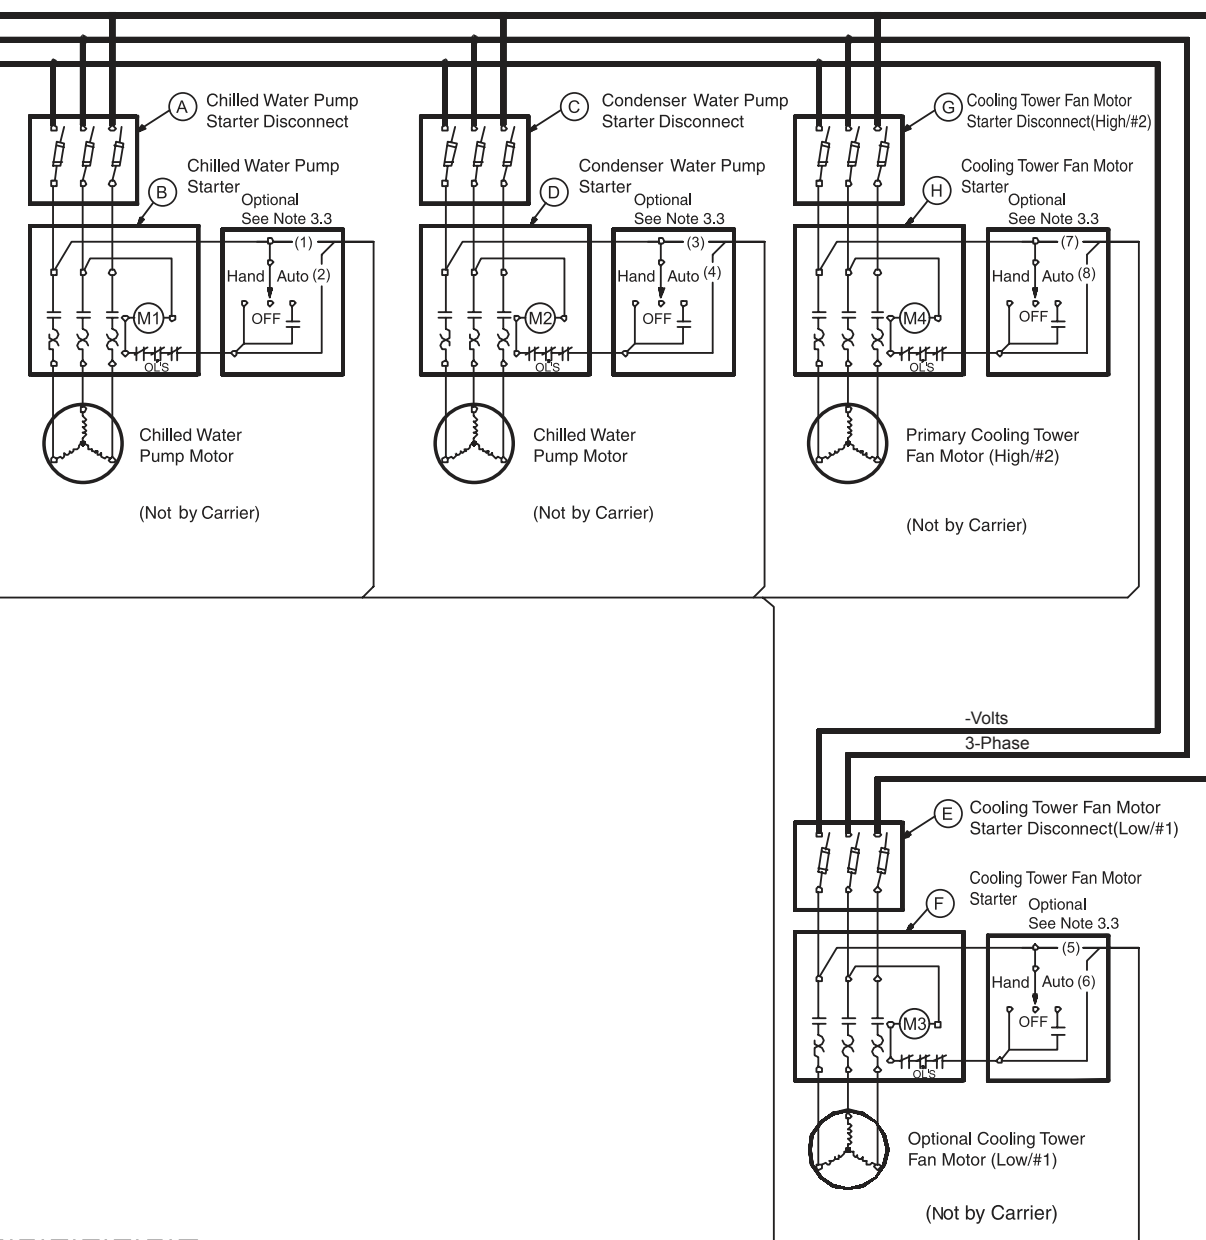 A Chilled Water Pump
Starter Disconnect
B Chilled Water Pump
Starter
Optional
See Note 3.3
(1)
Hand Auto (2)
OFF
M1
OL'S
Chilled Water
Pump Motor
(Not by Carrier)
C Condenser Water Pump
Starter Disconnect
D Condenser Water Pump
Starter
Optional
See Note 3.3
(3)
Hand Auto (4)
OFF
M2
OL'S
Chilled Water
Pump Motor
(Not by Carrier)
G Cooling Tower Fan Motor
Starter Disconnect(High/#2)
H Cooling Tower Fan Motor
Starter
Optional
See Note 3.3
(7)
Hand Auto (8)
OFF
M4
OL'S
Primary Cooling Tower
Fan Motor (High/#2)
(Not by Carrier)
-Volts
3-Phase
E Cooling Tower Fan Motor
Starter Disconnect(Low/#1)
F Cooling Tower Fan Motor
Starter
Optional
See Note 3.3
(5)
Hand Auto (6)
OFF
M3
OL'S
Optional Cooling Tower
Fan Motor (Low/#1)
(Not by Carrier)